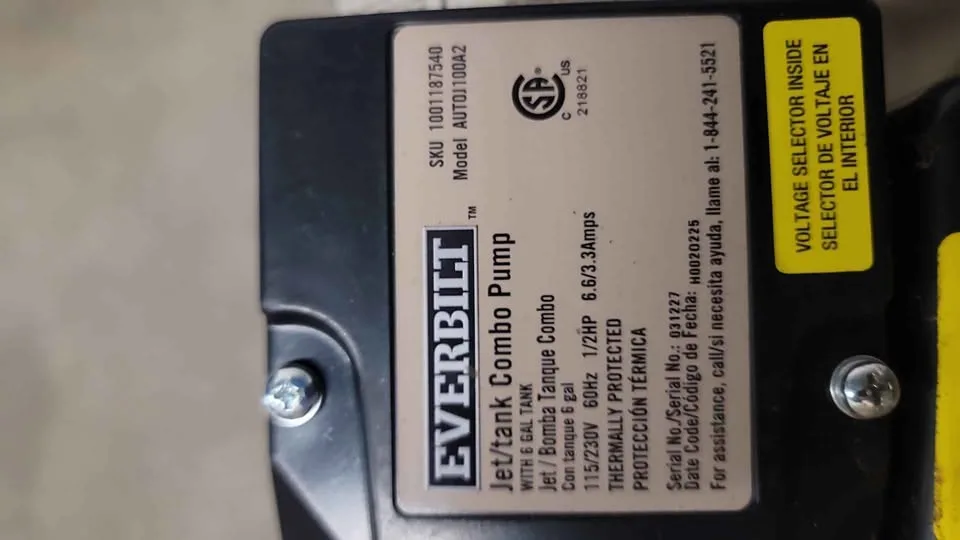 SKU 1001187540
Model AUTOJ100A2
EVERBILT™
Jet/tank Combo Pump
WITH 6 GAL TANK
Jet / Bomba Tanque Combo
Con tanque 6 gal
115/230V 60Hz 1/2HP 6.6/3.3Amps
THERMALLY PROTECTED
PROTECCIÓN TÉRMICA
SA®
C US
218821
Serial No./Serial No.: 031227
Date Code/Código de Fecha: H0020225
For assistance, call/si necesita ayuda, llame al: 1-844-241-5521
VOLTAGE SELECTOR INSIDE
SELECTOR DE VOLTAJE EN
EL INTERIOR